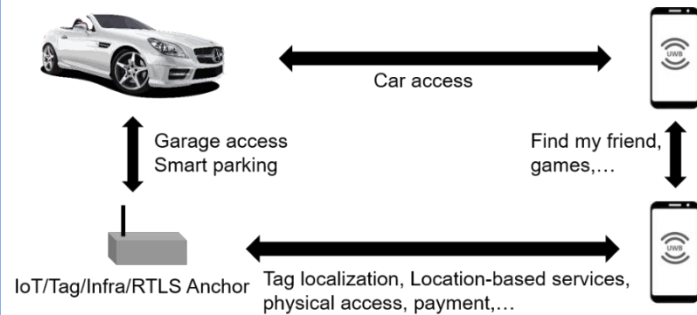 UWB
Car access
Garage access
Smart parking
Find my friend,
games,…
UWB
IoT/Tag/Infra/RTLS Anchor
Tag localization, Location-based services,
physical access, payment,…